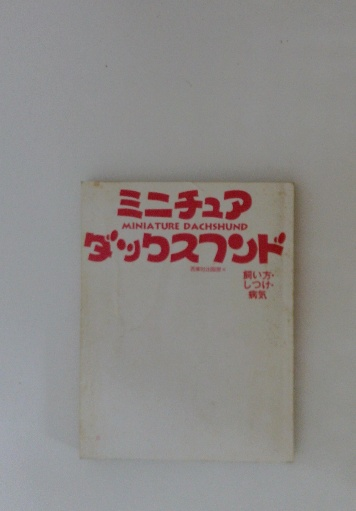 ミニチュア
MINIATURE DACHSHUND
ダックスフンド
飼い方・
しつけ・
病気